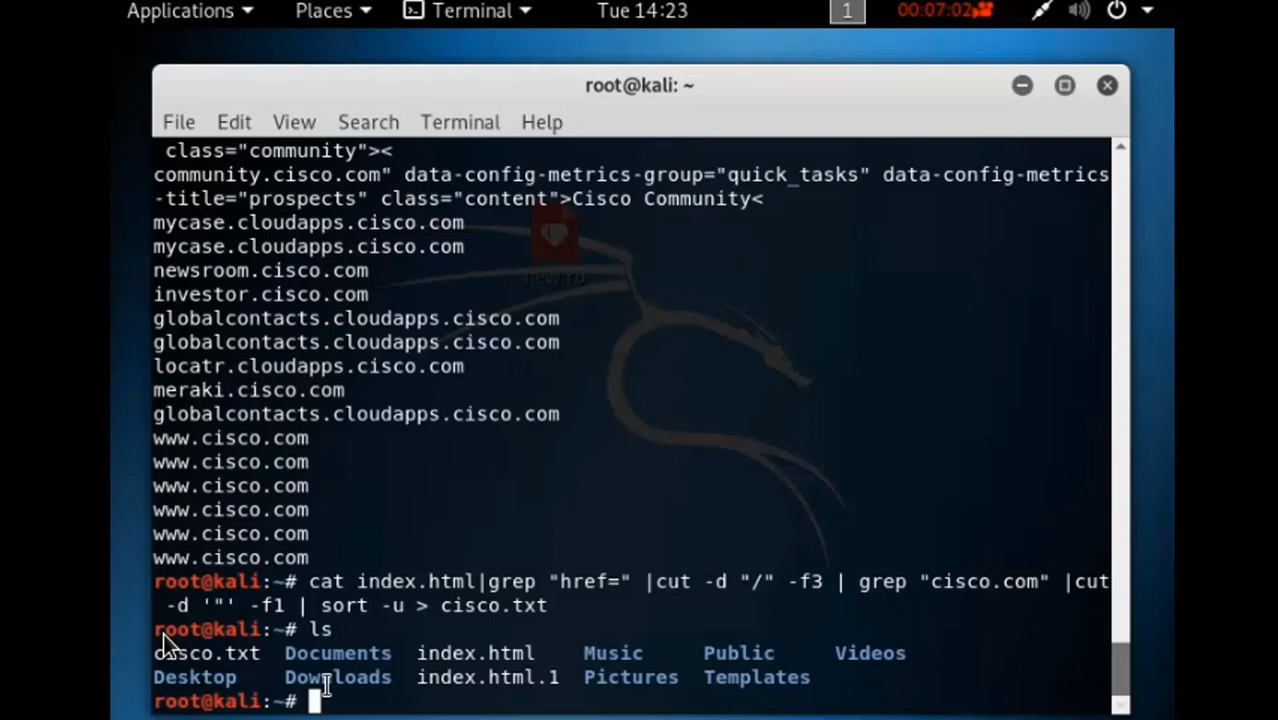 Applications Places Terminal Tue 14:23 1 00:07:02
root@kali: ~
File Edit View Search Terminal Help
class="community"><
community.cisco.com" data-config-metrics-group="quick_tasks" data-config-metrics
-title="prospects" class="content">Cisco Community<
mycase.cloudapps.cisco.com
mycase.cloudapps.cisco.com
newsroom.cisco.com
investor.cisco.com
globalcontacts.cloudapps.cisco.com
globalcontacts.cloudapps.cisco.com
locatr.cloudapps.cisco.com
meraki.cisco.com
globalcontacts.cloudapps.cisco.com
www.cisco.com
www.cisco.com
www.cisco.com
www.cisco.com
www.cisco.com
www.cisco.com
root@kali:~# cat index.html|grep "href=" |cut -d "/" -f3 | grep "cisco.com" |cut
-d '"' -f1 | sort -u > cisco.txt
root@kali:~# ls
cisco.txt Documents index.html Music Public Videos
Desktop Downloads index.html.1 Pictures Templates
root@kali:~#
new.rb